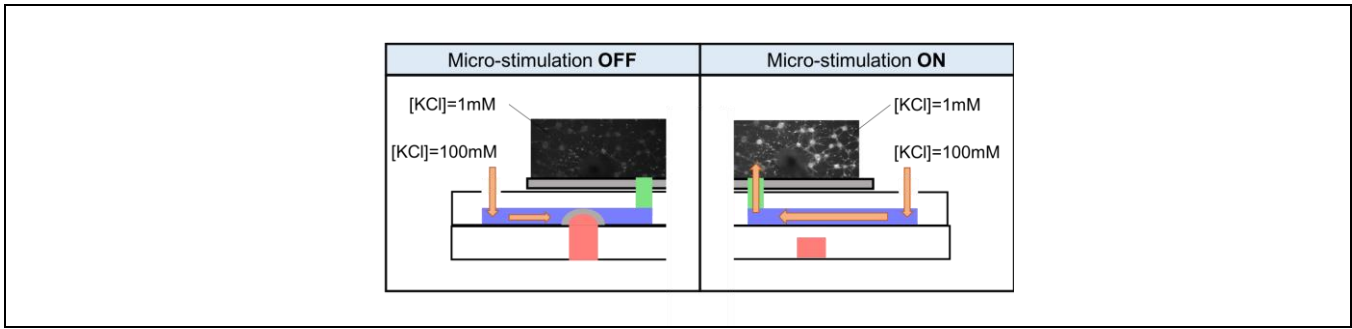 Micro-stimulation OFF
Micro-stimulation ON
[KCl]=1mM
[KCl]=100mM
[KCl]=1mM
[KCl]=100mM